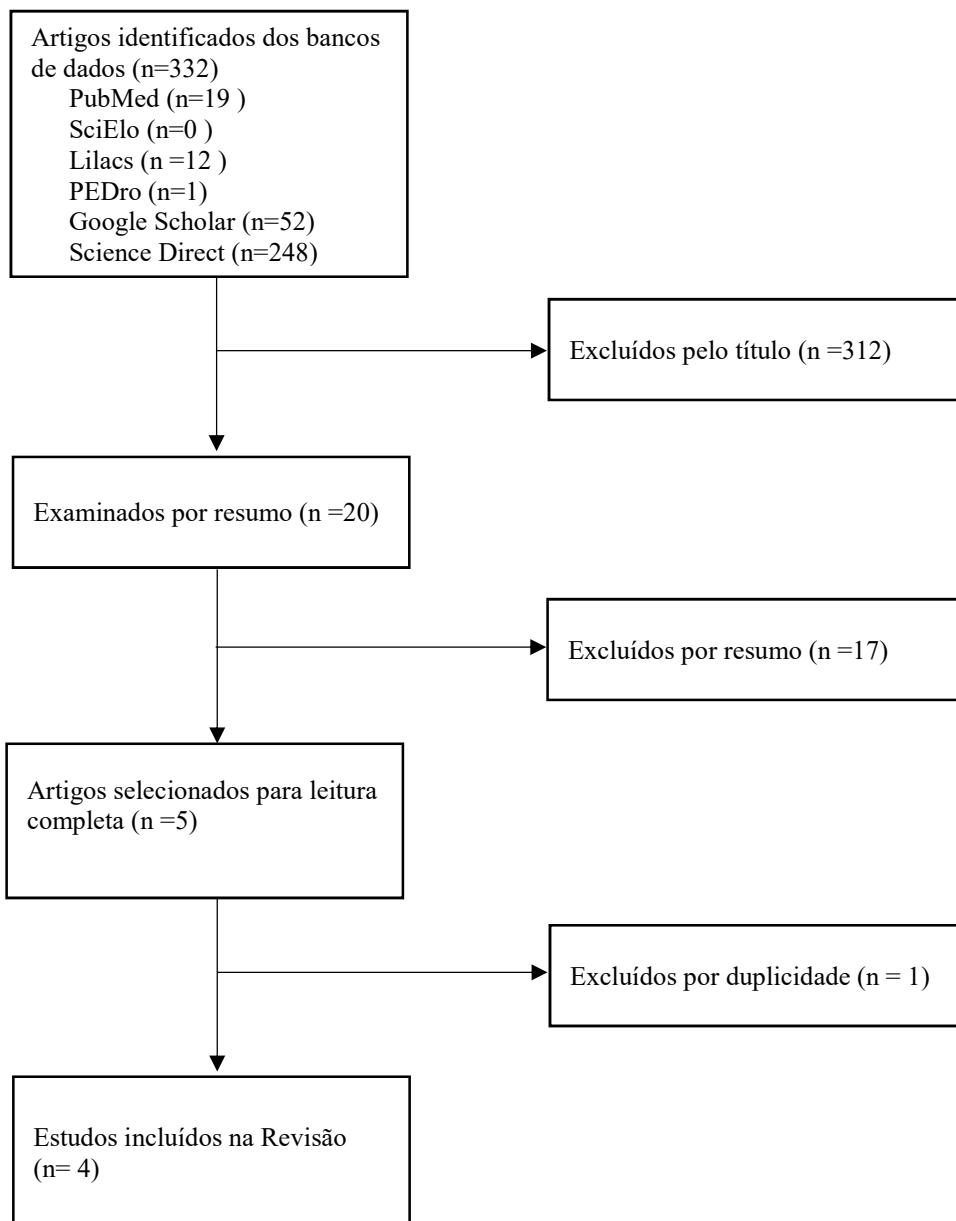 Artigos identificados dos bancos
de dados (n=332)
PubMed (n=19 )
SciElo (n=0 )
Lilacs (n =12 )
PEDro (n=1)
Google Scholar (n=52)
Science Direct (n=248)
Excluídos pelo título (n =312)
Examinados por resumo (n =20)
Excluídos por resumo (n =17)
Artigos selecionados para leitura
completa (n =5)
Excluídos por duplicidade (n = 1)
Estudos incluídos na Revisão
(n= 4)